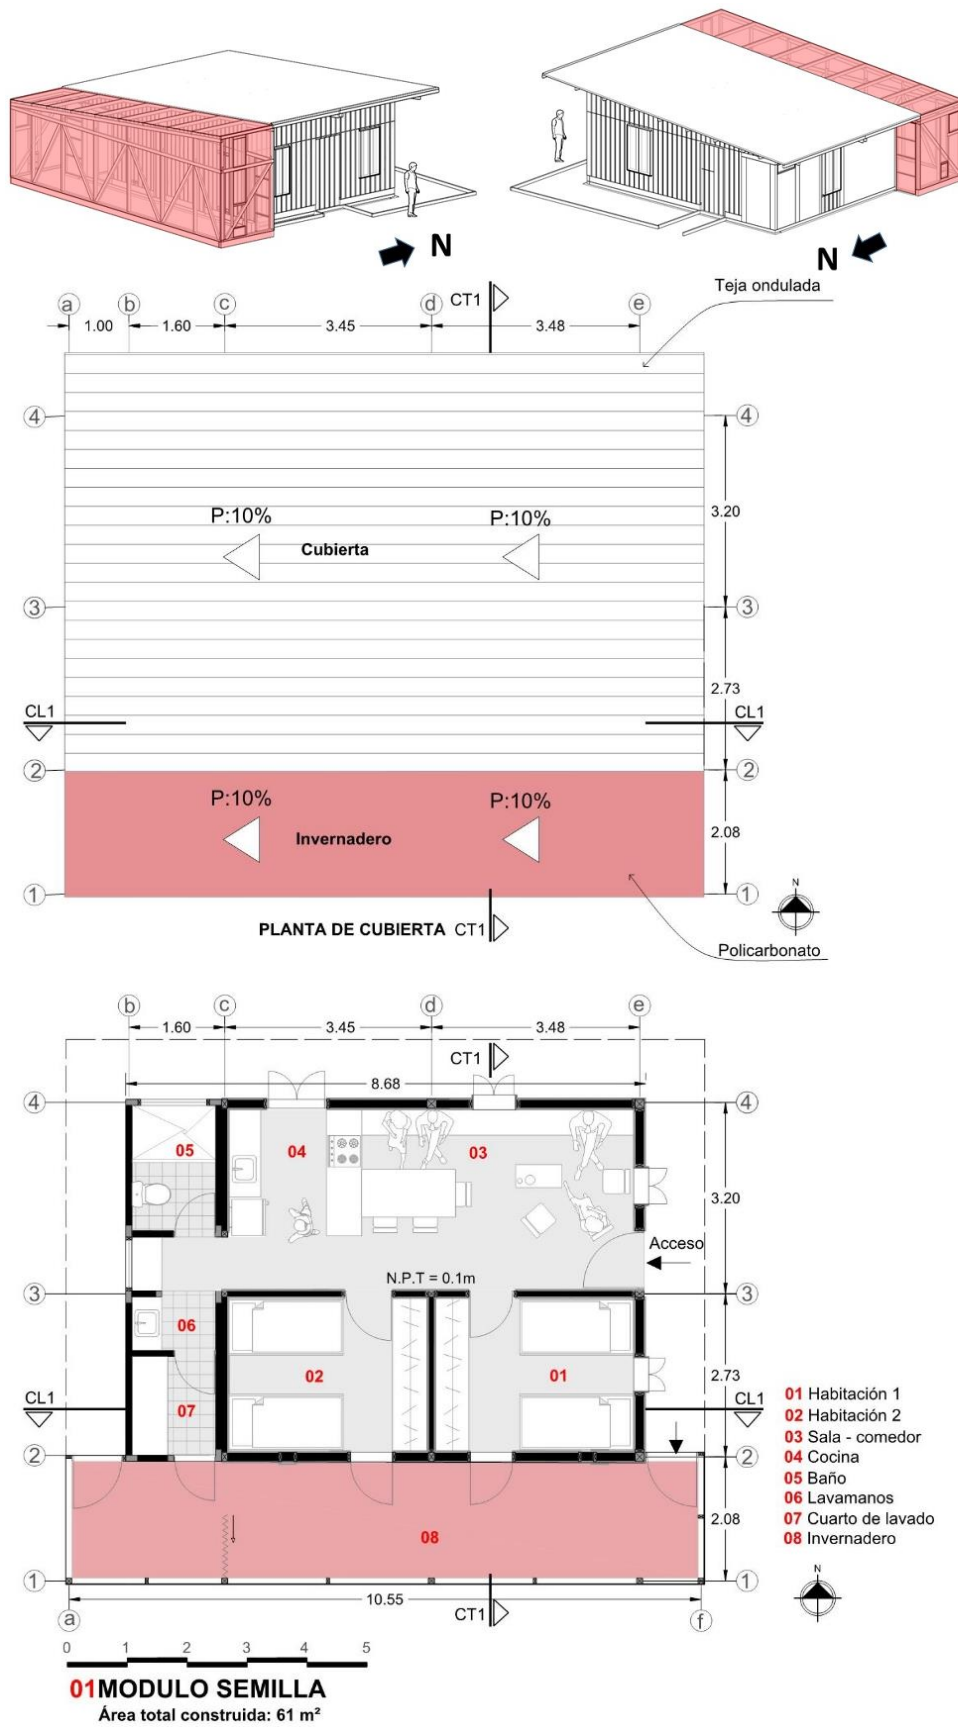 N
N
CT1
Teja ondulada
a b c d e
1.00 1.60 3.45 3.48
4 4
3.20
P:10% P:10%
Cubierta
3 3
2.73
CL1 CL1
2 2
P:10% P:10%
Invernadero
2.08
1 1
N
PLANTA DE CUBIERTA CT1
Policarbonato
b c d e
1.60 3.45 3.48
CT1
8.68
4 4
05 04 03
3.20
Acceso
N.P.T = 0.1m
3 3
06
02 01
2.73
07
CL1 CL1
01 Habitación 1
02 Habitación 2
03 Sala - comedor
04 Cocina
05 Baño
06 Lavamanos
07 Cuarto de lavado
08 Invernadero
2 2
2.08
08
1 1
N
10.55
a CT1 f
0 1 2 3 4 5
01MODULO SEMILLA
Área total construida: 61 m²